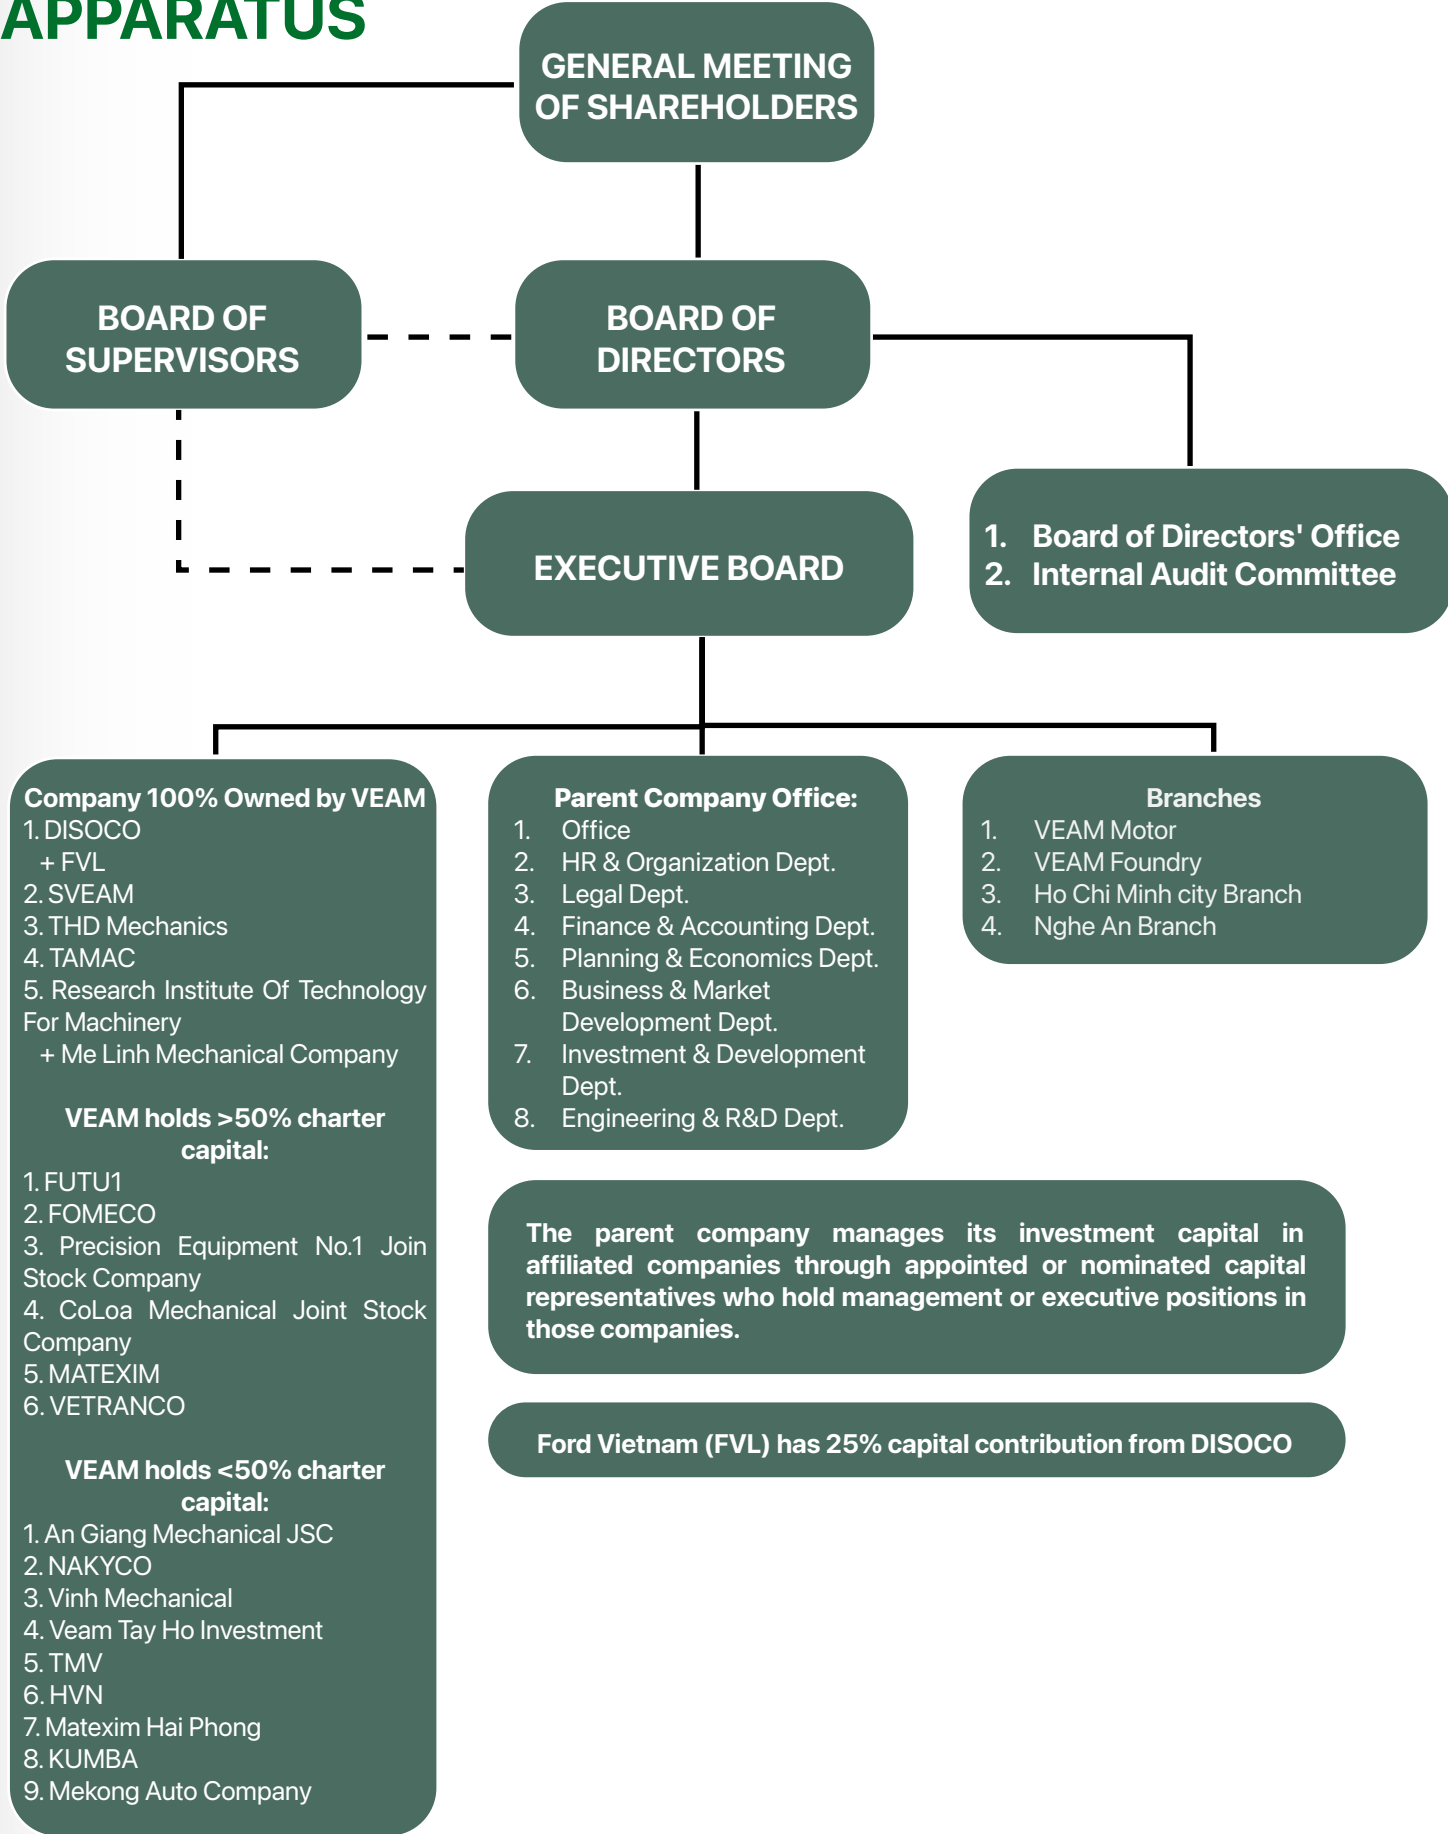 APPARATUS
GENERAL MEETING
OF SHAREHOLDERS
BOARD OF
SUPERVISORS
BOARD OF
DIRECTORS
EXECUTIVE BOARD
1. Board of Directors' Office
2. Internal Audit Committee
Company 100% Owned by VEAM
1. DISOCO
+ FVL
2. SVEAM
3. THD Mechanics
4. TAMAC
5. Research Institute Of Technology
For Machinery
+ Me Linh Mechanical Company
VEAM holds >50% charter
capital:
1. FUTU1
2. FOMECO
3. Precision Equipment No.1 Join
Stock Company
4. CoLoa Mechanical Joint Stock
Company
5. MATEXIM
6. VETRANCO
VEAM holds <50% charter
capital:
1. An Giang Mechanical JSC
2. NAKYCO
3. Vinh Mechanical
4. Veam Tay Ho Investment
5. TMV
6. HVN
7. Matexim Hai Phong
8. KUMBA
9. Mekong Auto Company
Parent Company Office:
1. Office
2. HR & Organization Dept.
3. Legal Dept.
4. Finance & Accounting Dept.
5. Planning & Economics Dept.
6. Business & Market
Development Dept.
7. Investment & Development
Dept.
8. Engineering & R&D Dept.
Branches
1. VEAM Motor
2. VEAM Foundry
3. Ho Chi Minh city Branch
4. Nghe An Branch
The parent company manages its investment capital in
affiliated companies through appointed or nominated capital
representatives who hold management or executive positions in
those companies.
Ford Vietnam (FVL) has 25% capital contribution from DISOCO